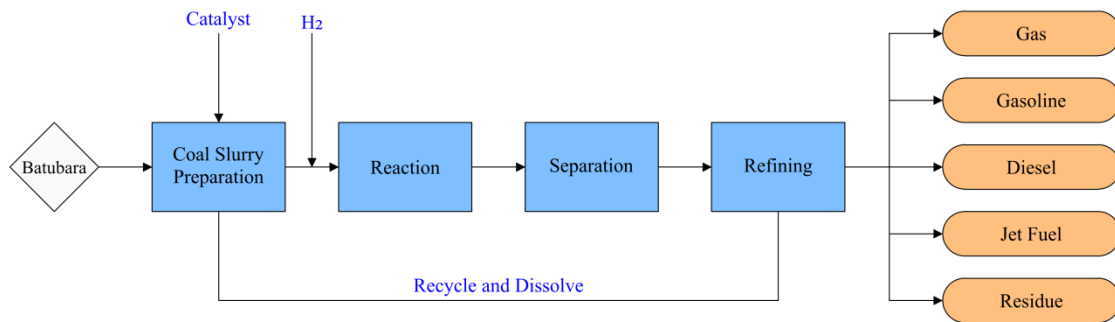 Catalyst
H₂
Gas
Gasoline
Batubara
Coal Slurry
Preparation
Reaction
Separation
Refining
Diesel
Jet Fuel
Recycle and Dissolve
Residue